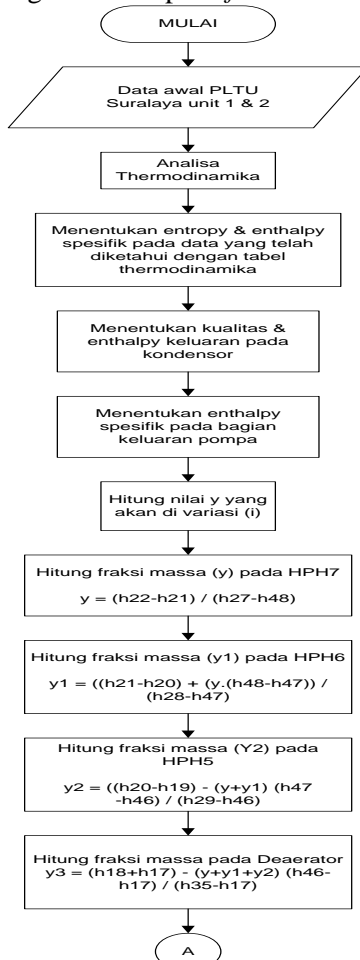 MULAI
Data awal PLTU
Suralaya unit 1 & 2
Analisa
Thermodinamika
Menentukan entropy & enthalpy
spesifik pada data yang telah
diketahui dengan tabel
thermodinamika
Menentukan kualitas &
enthalpy keluaran pada
kondensor
Menentukan enthalpy
spesifik pada bagian
keluaran pompa
Hitung nilai y yang
akan di variasi (i)
Hitung fraksi massa (y) pada HPH7
y = (h22-h21) / (h27-h48)
Hitung fraksi massa (y1) pada HPH6
y1 = ((h21-h20) + (y.(h48-h47)) /
(h28-h47)
Hitung fraksi massa (Y2) pada
HPH5
y2 = ((h20-h19) - (y+y1) (h47
-h46) / (h29-h46)
Hitung fraksi massa pada Deaerator
y3 = (h18+h17) - (y+y1+y2) (h46-
h17) / (h35-h17)
A